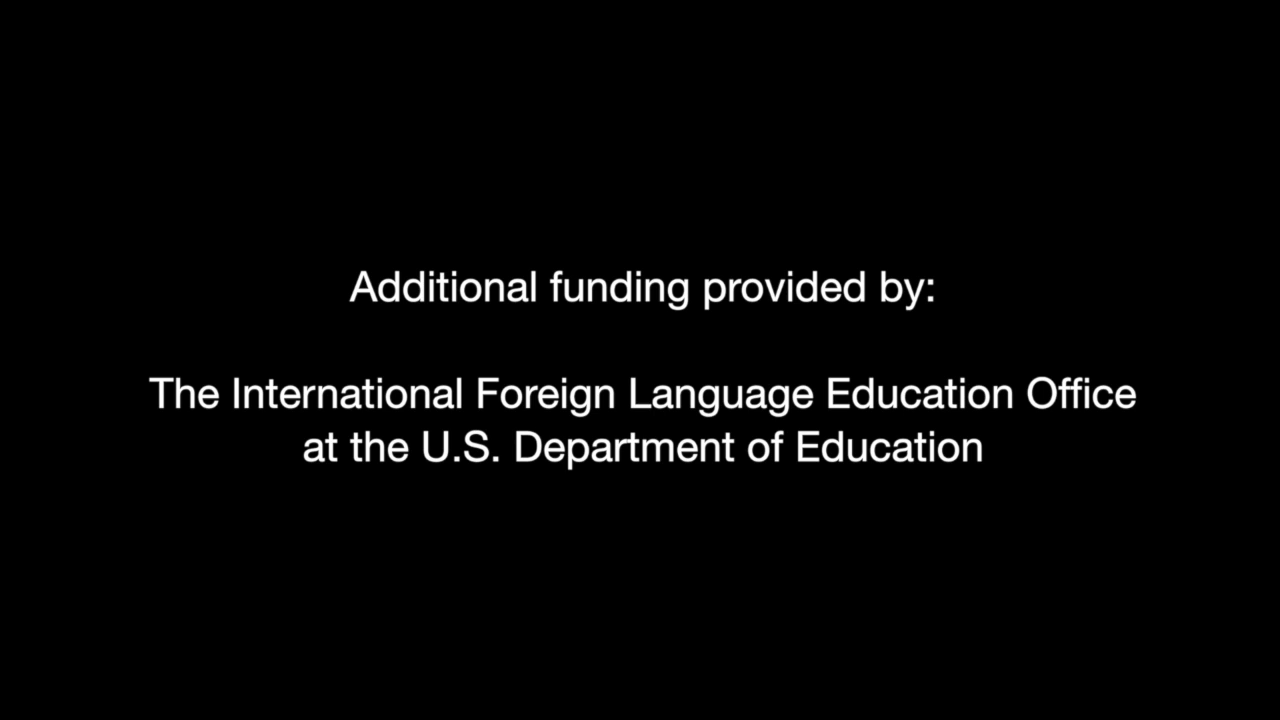 Additional funding provided by:
The International Foreign Language Education Office
at the U.S. Department of Education